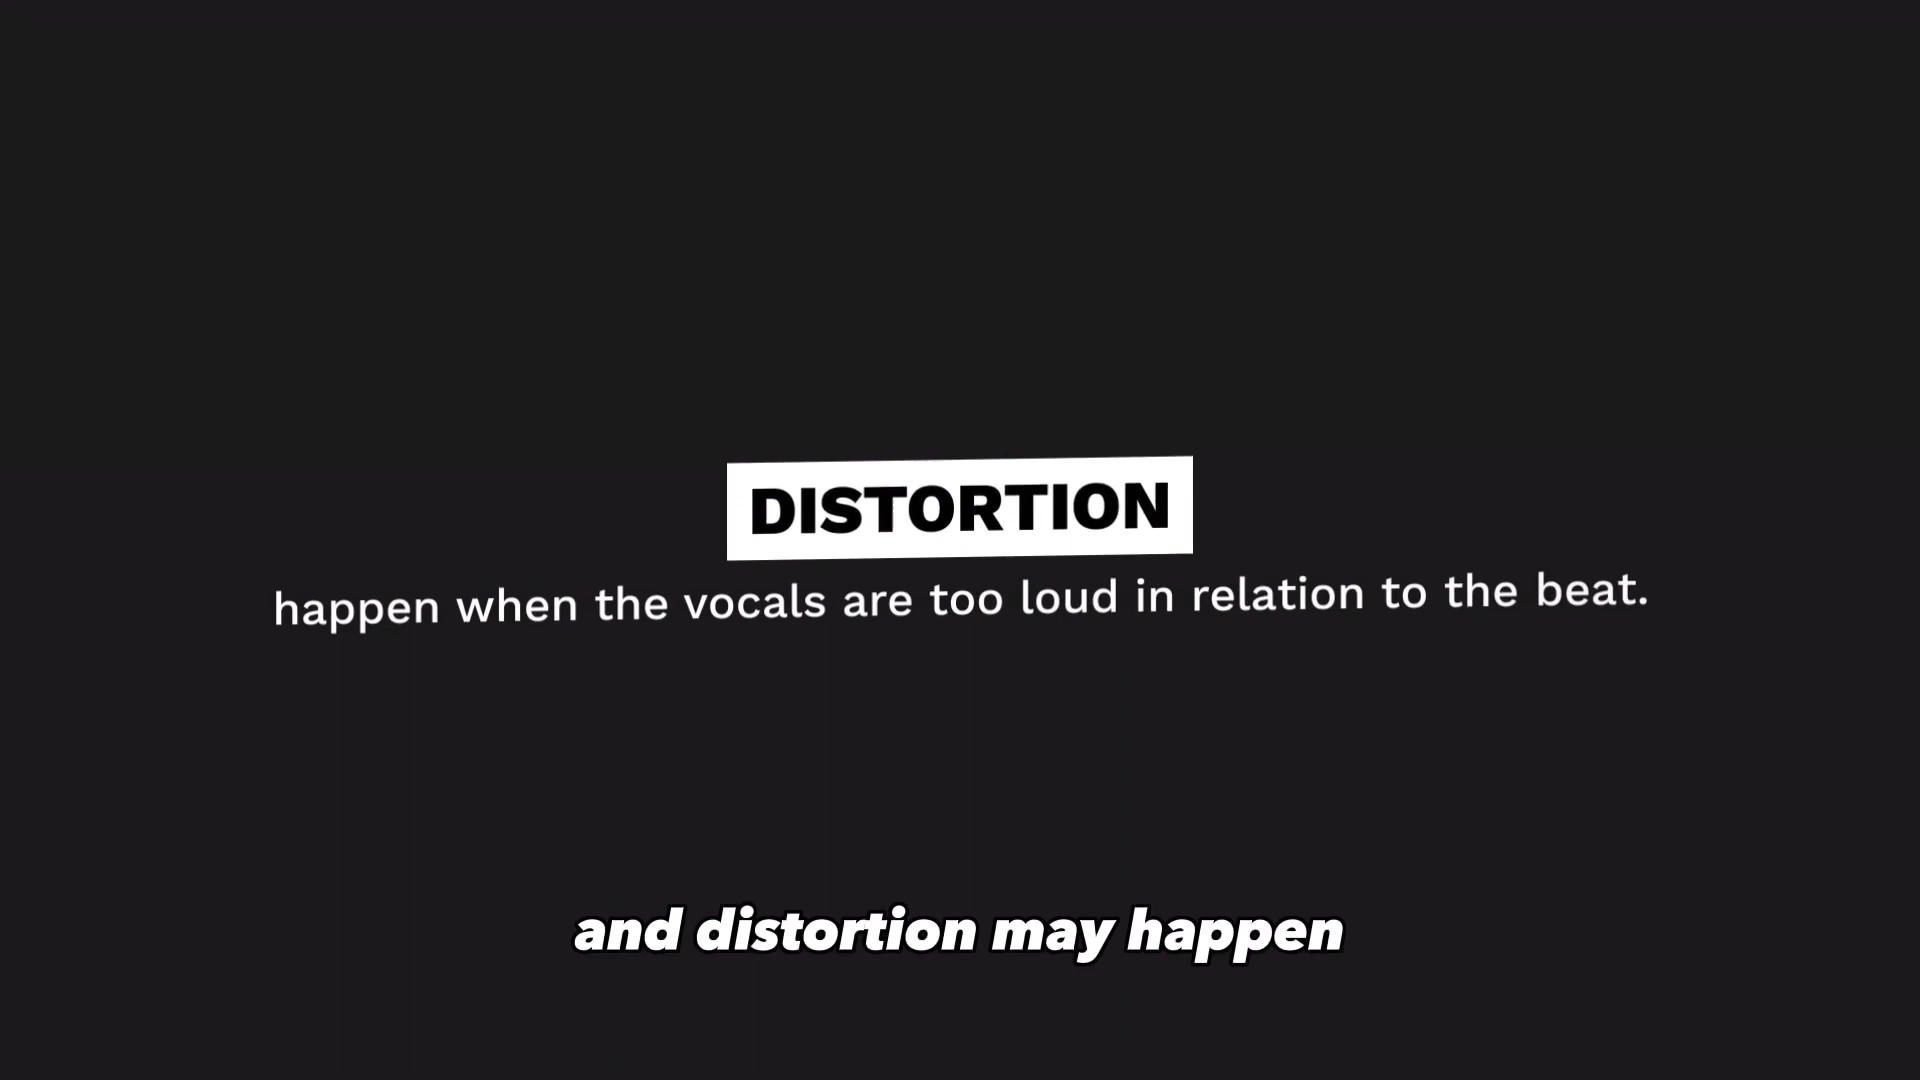 DISTORTION
happen when the vocals are too loud in relation to the beat.
and distortion may happen